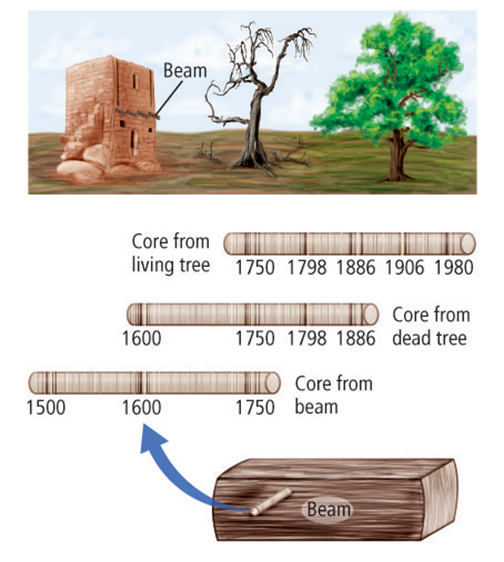 Beam
Core from
living tree
1750 1798 1886 1906 1980
Core from
dead tree
1600 1750 1798 1886
Core from
beam
1500 1600 1750
Beam